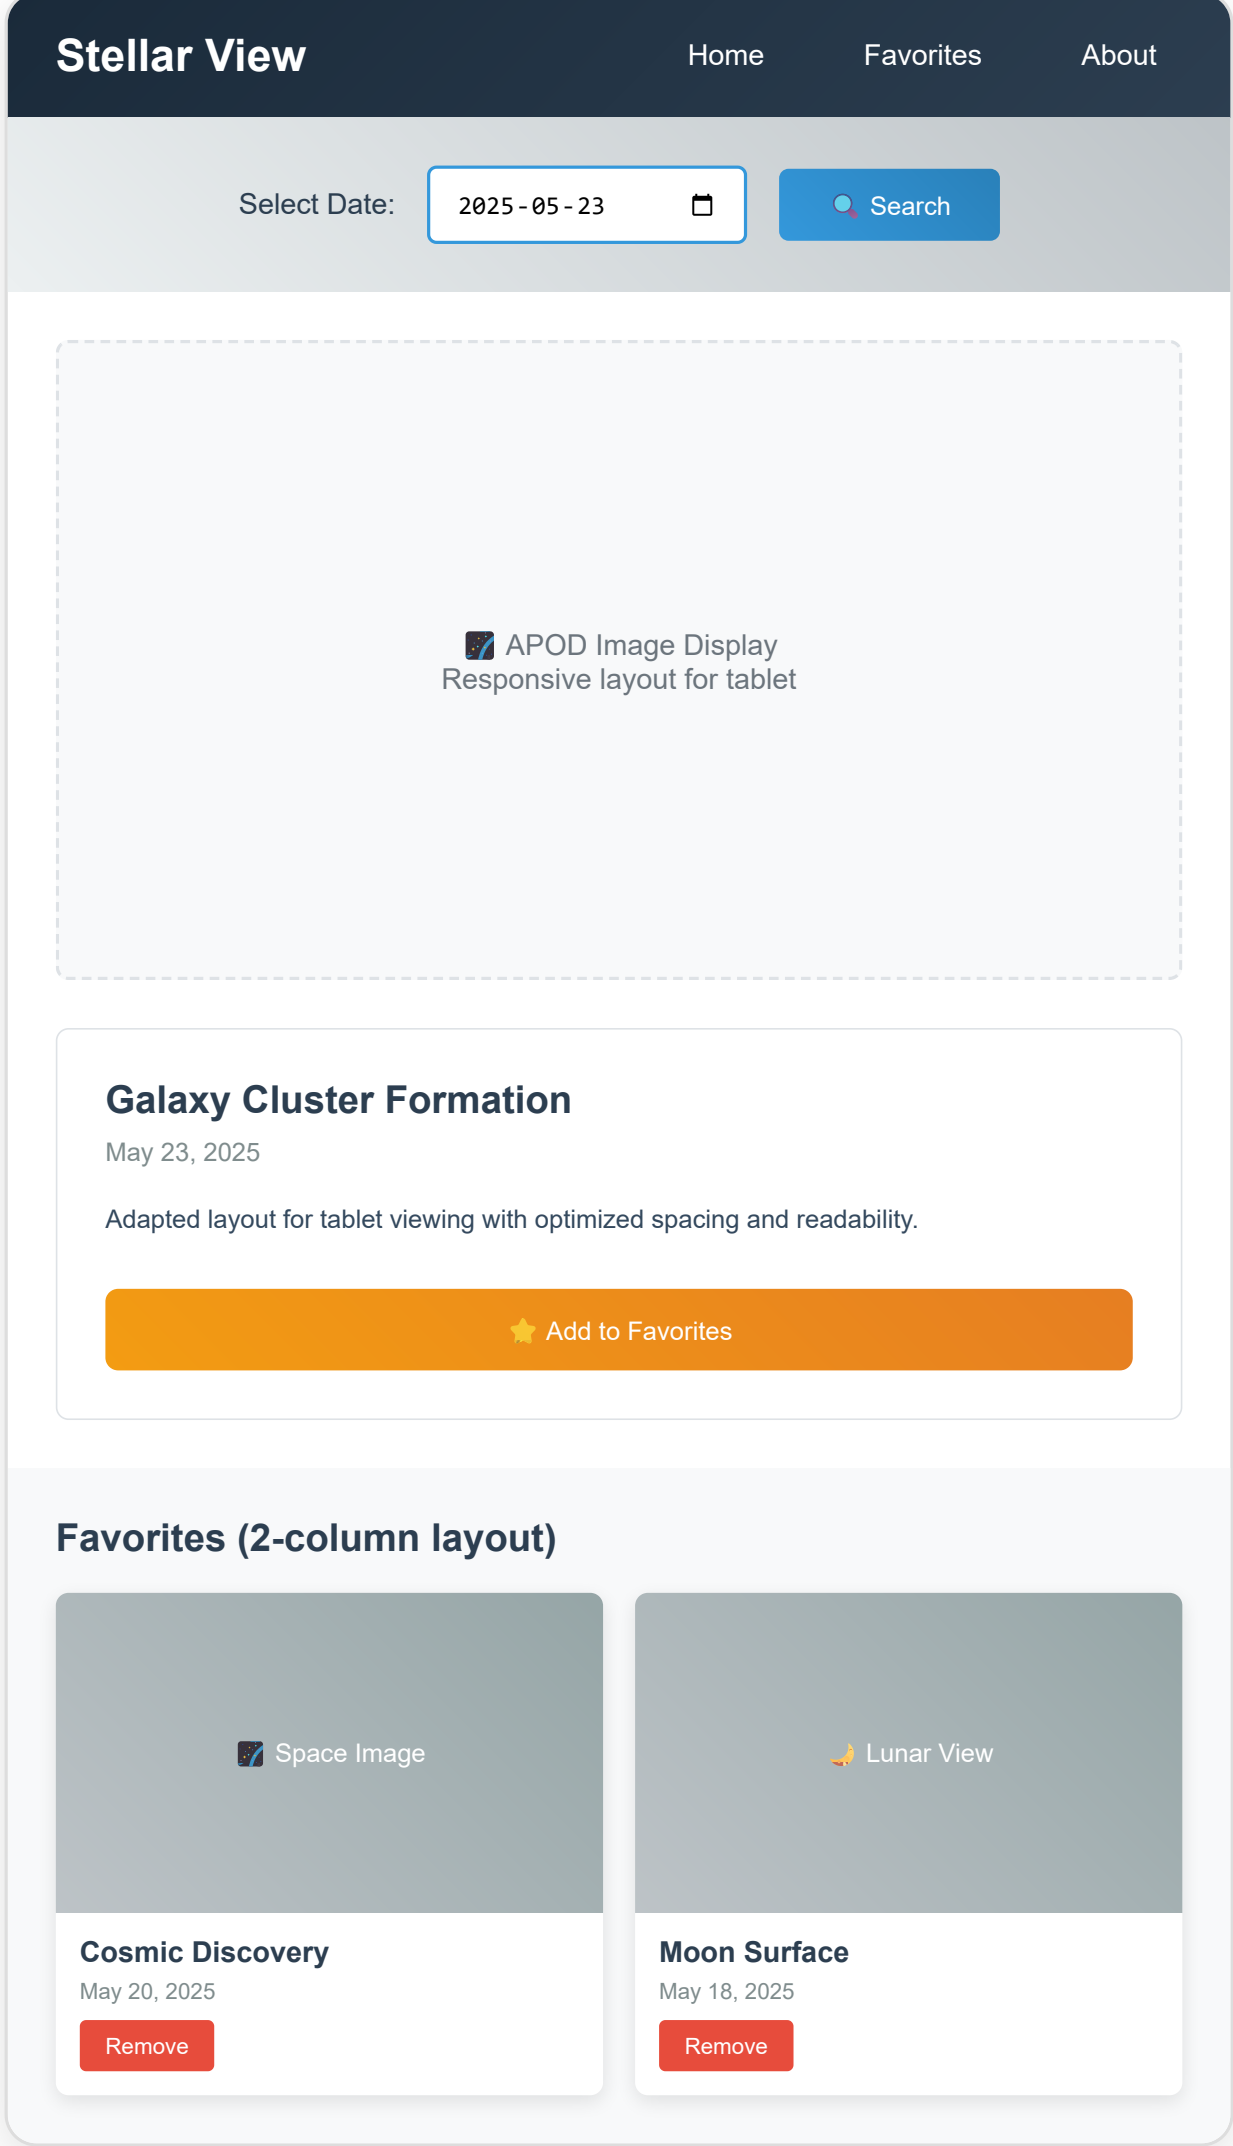 Stellar View
Home
Favorites
About
Select Date:
2025-05-23
🔍 Search
🌌 APOD Image Display
Responsive layout for tablet
Galaxy Cluster Formation
May 23, 2025
Adapted layout for tablet viewing with optimized spacing and readability.
⭐ Add to Favorites
Favorites (2-column layout)
🌌 Space Image
🌙 Lunar View
Cosmic Discovery
May 20, 2025
Remove
Moon Surface
May 18, 2025
Remove